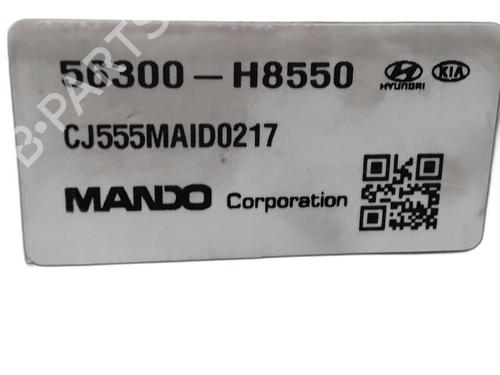 56300-H8550
HYUNDAI KIA
CJ555MAID0217
MANDO Corporation
B-PARTS